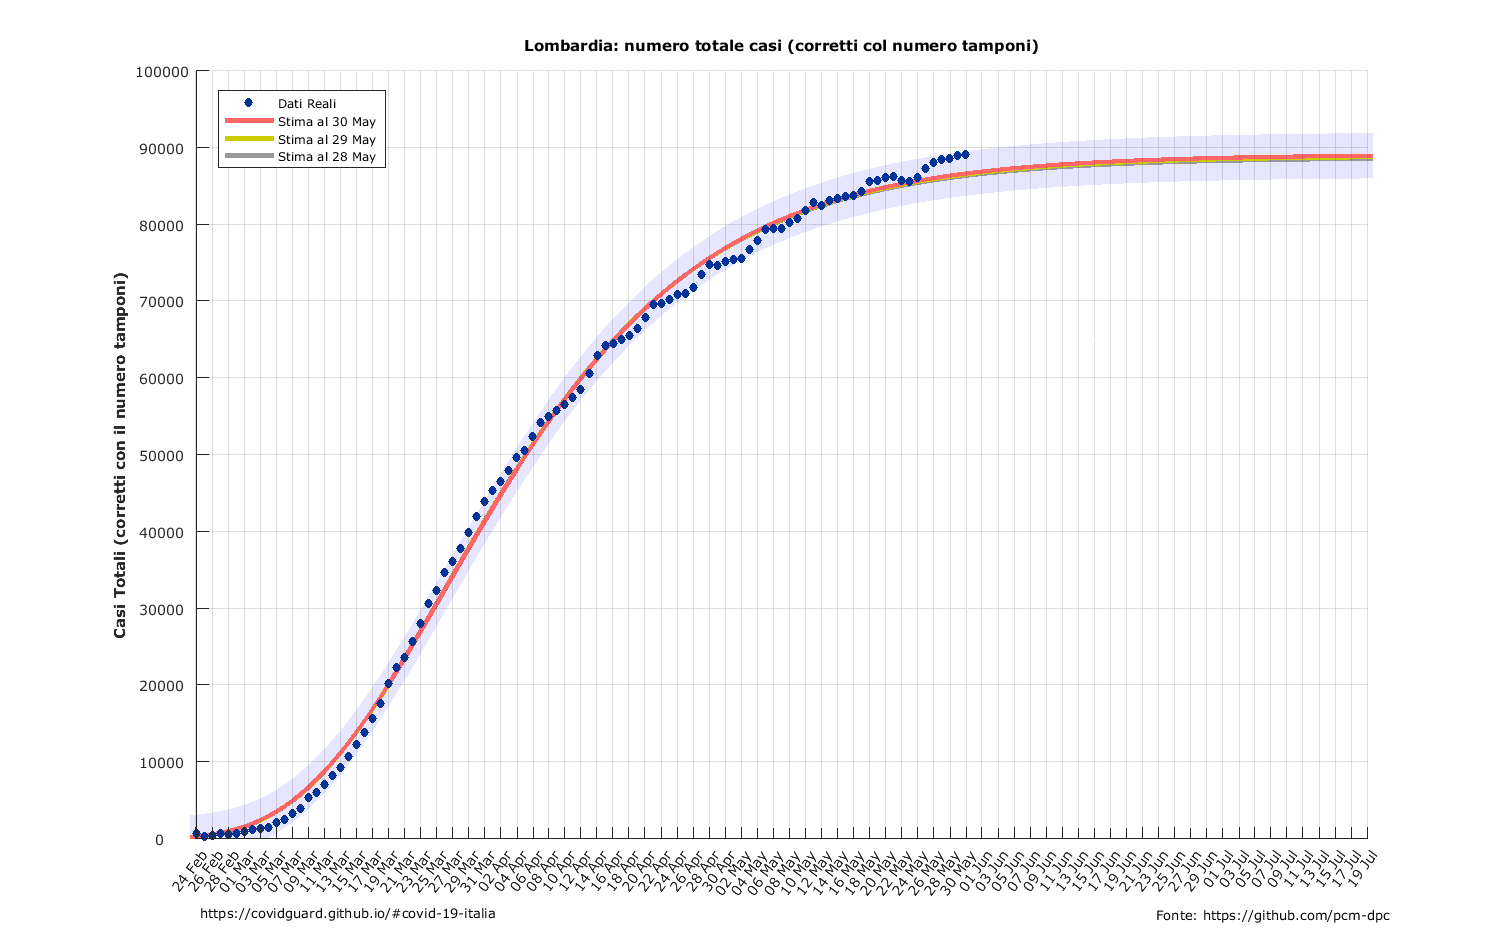 Lombardia: numero totale casi (corretti col numero tamponi)
100000
90000
80000
70000
60000
50000
40000
30000
20000
10000
0
Casi Totali (corretti con il numero tamponi)
Dati Reali
Stima al 30 May
Stima al 29 May
Stima al 28 May
24 Feb
26 Feb
28 Feb
01 Mar
03 Mar
05 Mar
07 Mar
09 Mar
11 Mar
13 Mar
15 Mar
17 Mar
19 Mar
21 Mar
23 Mar
25 Mar
27 Mar
29 Mar
31 Mar
02 Apr
04 Apr
06 Apr
08 Apr
10 Apr
12 Apr
14 Apr
16 Apr
18 Apr
20 Apr
22 Apr
24 Apr
26 Apr
28 Apr
30 Apr
02 May
04 May
06 May
08 May
10 May
12 May
14 May
16 May
18 May
20 May
22 May
24 May
26 May
28 May
30 May
01 Jun
03 Jun
05 Jun
07 Jun
09 Jun
11 Jun
13 Jun
15 Jun
17 Jun
19 Jun
21 Jun
23 Jun
25 Jun
27 Jun
29 Jun
01 Jul
03 Jul
05 Jul
07 Jul
09 Jul
11 Jul
13 Jul
15 Jul
17 Jul
19 Jul
https://covidguard.github.io/#covid-19-italia
Fonte: https://github.com/pcm-dpc